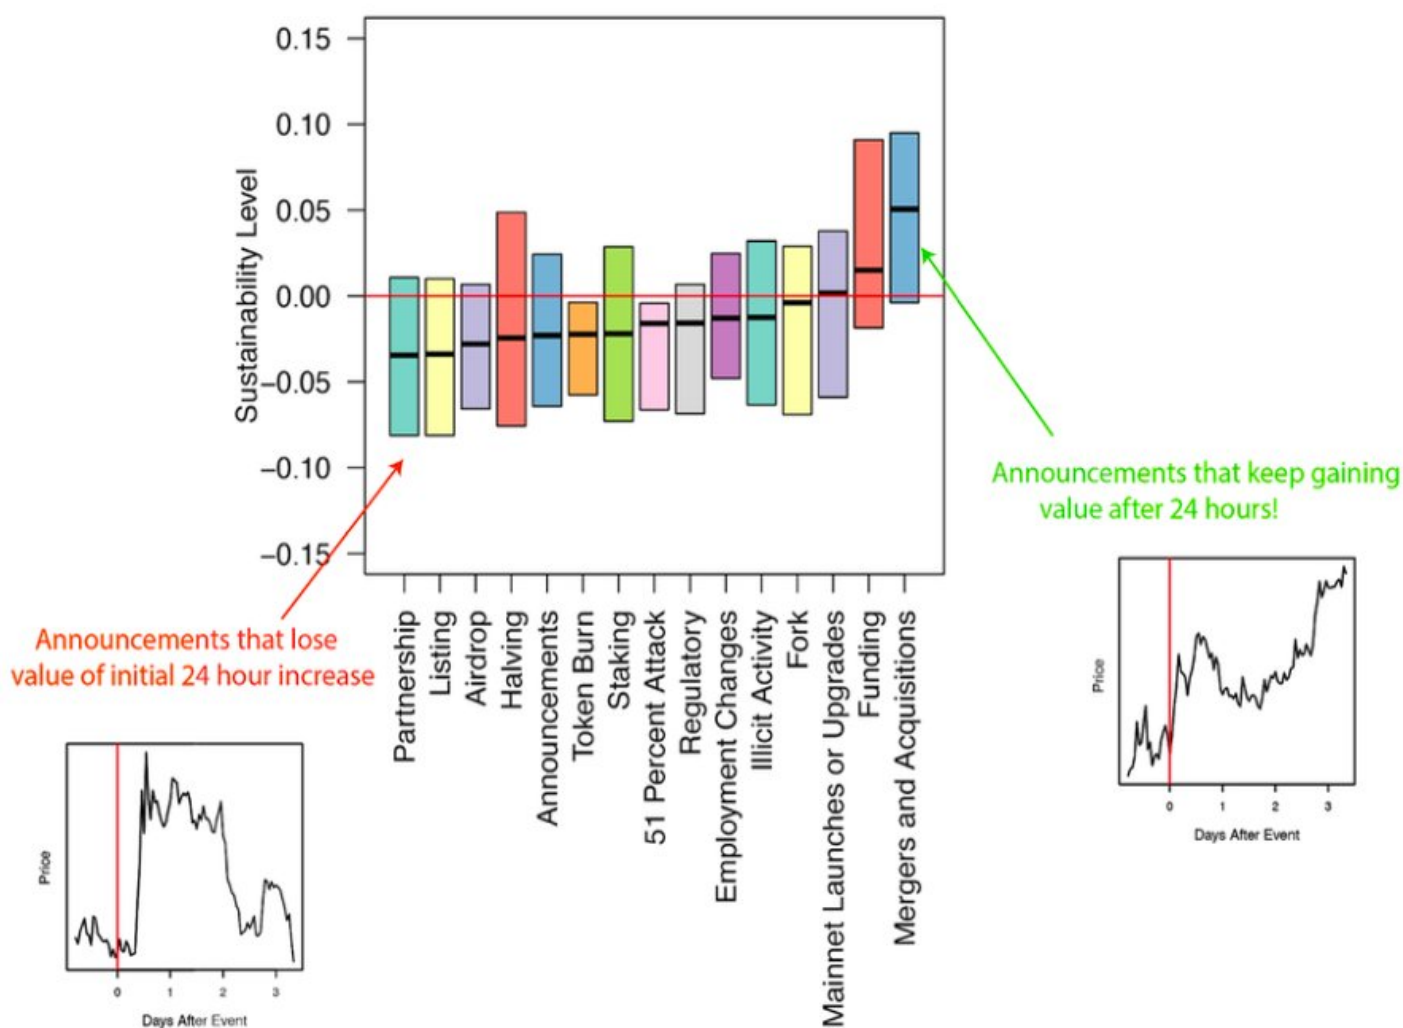 0.15
0.10
0.05
0.00
−0.05
−0.10
−0.15
Sustainability Level
Partnership
Listing
Airdrop
Halving
Announcements
Token Burn
Staking
51 Percent Attack
Regulatory
Employment Changes
Illicit Activity
Fork
Mainnet Launches or Upgrades
Funding
Mergers and Acquisitions
Announcements that lose
value of initial 24 hour increase
Price
0 1 2 3
Days After Event
Announcements that keep gaining
value after 24 hours!
Price
0 1 2 3
Days After Event